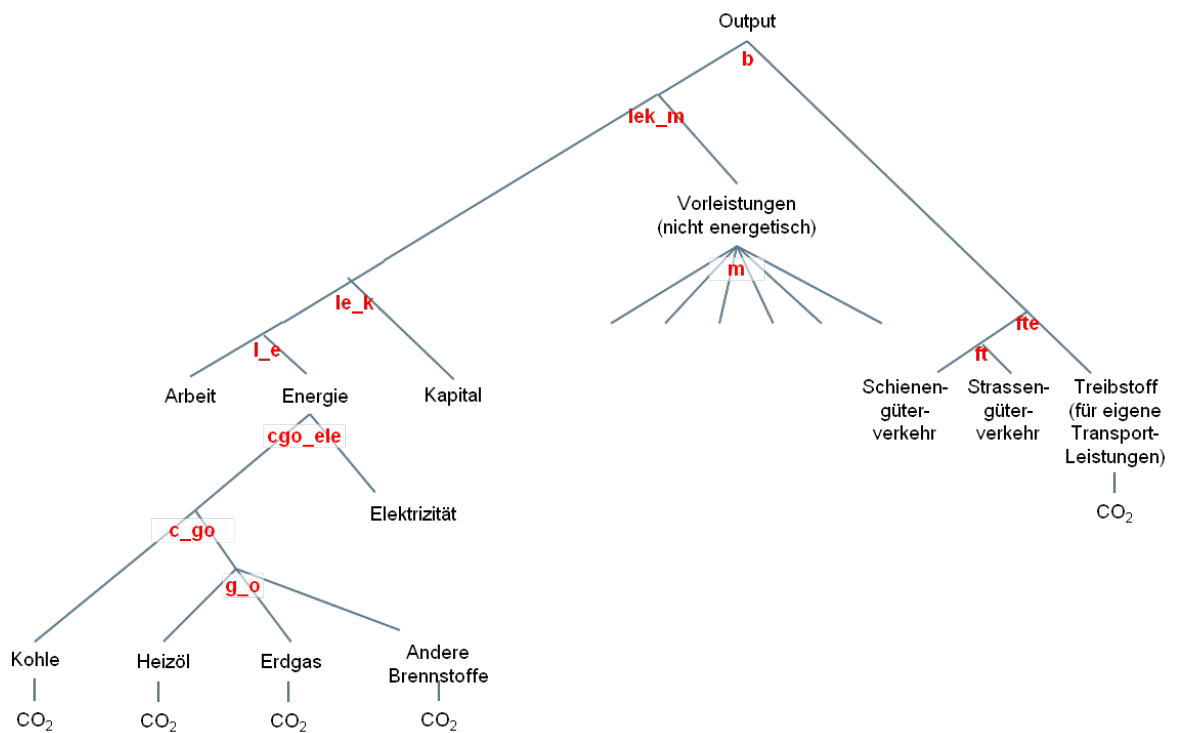 Output
b
lek_m
Vorleistungen
(nicht energetisch)
m
le_k
l_e
fte
ft
Arbeit
Energie
Kapital
Schienen-
güter-
verkehr
Strassen-
güter-
verkehr
Treibstoff
(für eigene
Transport-
Leistungen)
CO₂
cgo_ele
Elektrizität
c_go
g_o
Kohle
Heizöl
Erdgas
Andere
Brennstoffe
CO₂
CO₂
CO₂
CO₂